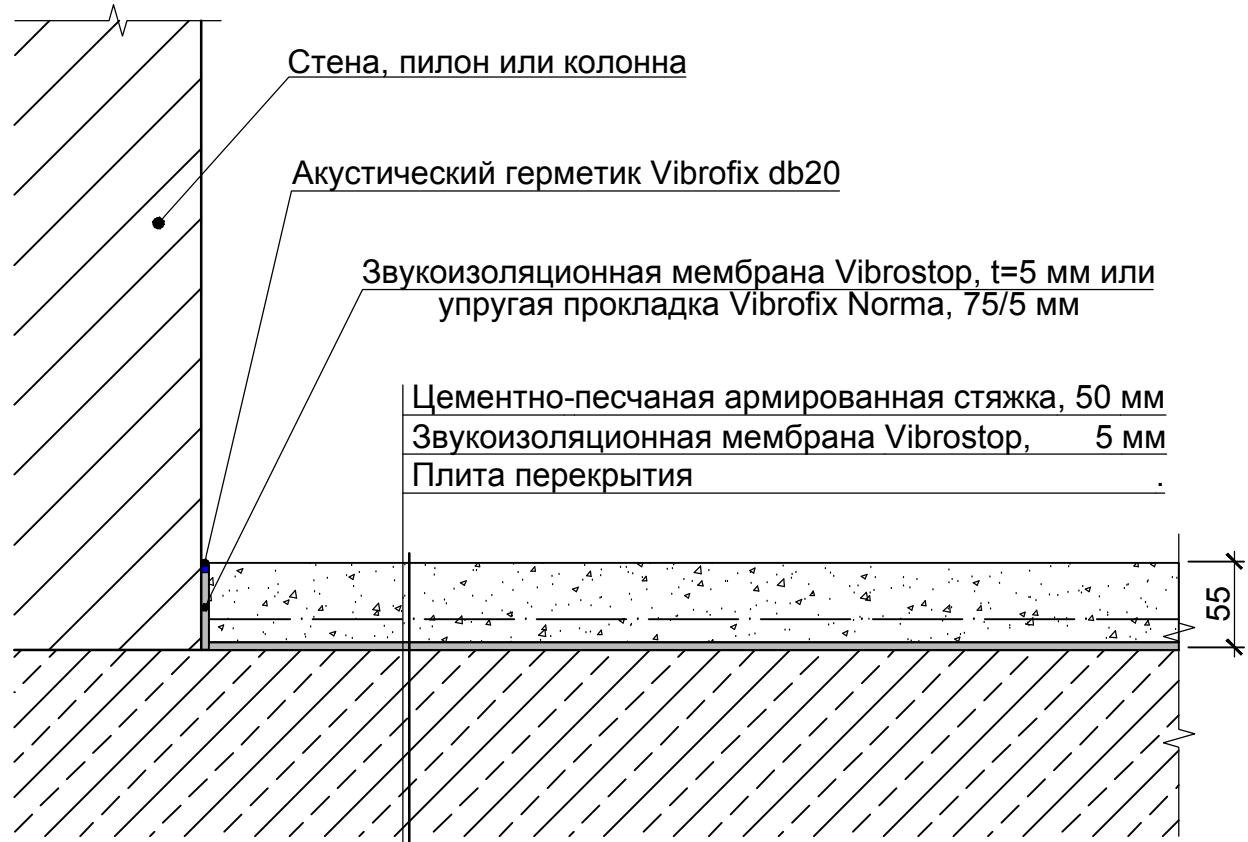 Стена, пилон или колонна
Акустический герметик Vibrofix db20
Звукоизоляционная мембрана Vibrostop, t=5 мм или
упругая прокладка Vibrofix Norma, 75/5 мм
Цементно-песчаная армированная стяжка, 50 мм
Звукоизоляционная мембрана Vibrostop, 5 мм
Плита перекрытия .
55